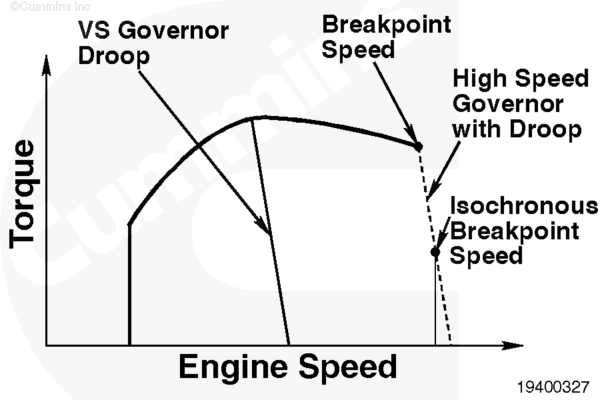 ©Cummins Inc
VS Governor
Droop
Breakpoint
Speed
High Speed
Governor
with Droop
Isochronous
Breakpoint
Speed
Torque
Engine Speed
19400327
Cummins